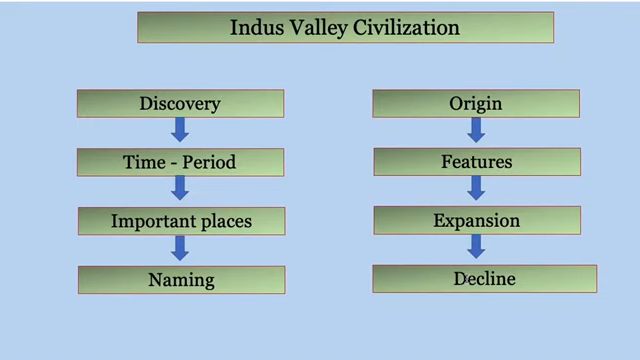 Indus Valley Civilization
Discovery
Time - Period
Important places
Naming
Origin
Features
Expansion
Decline